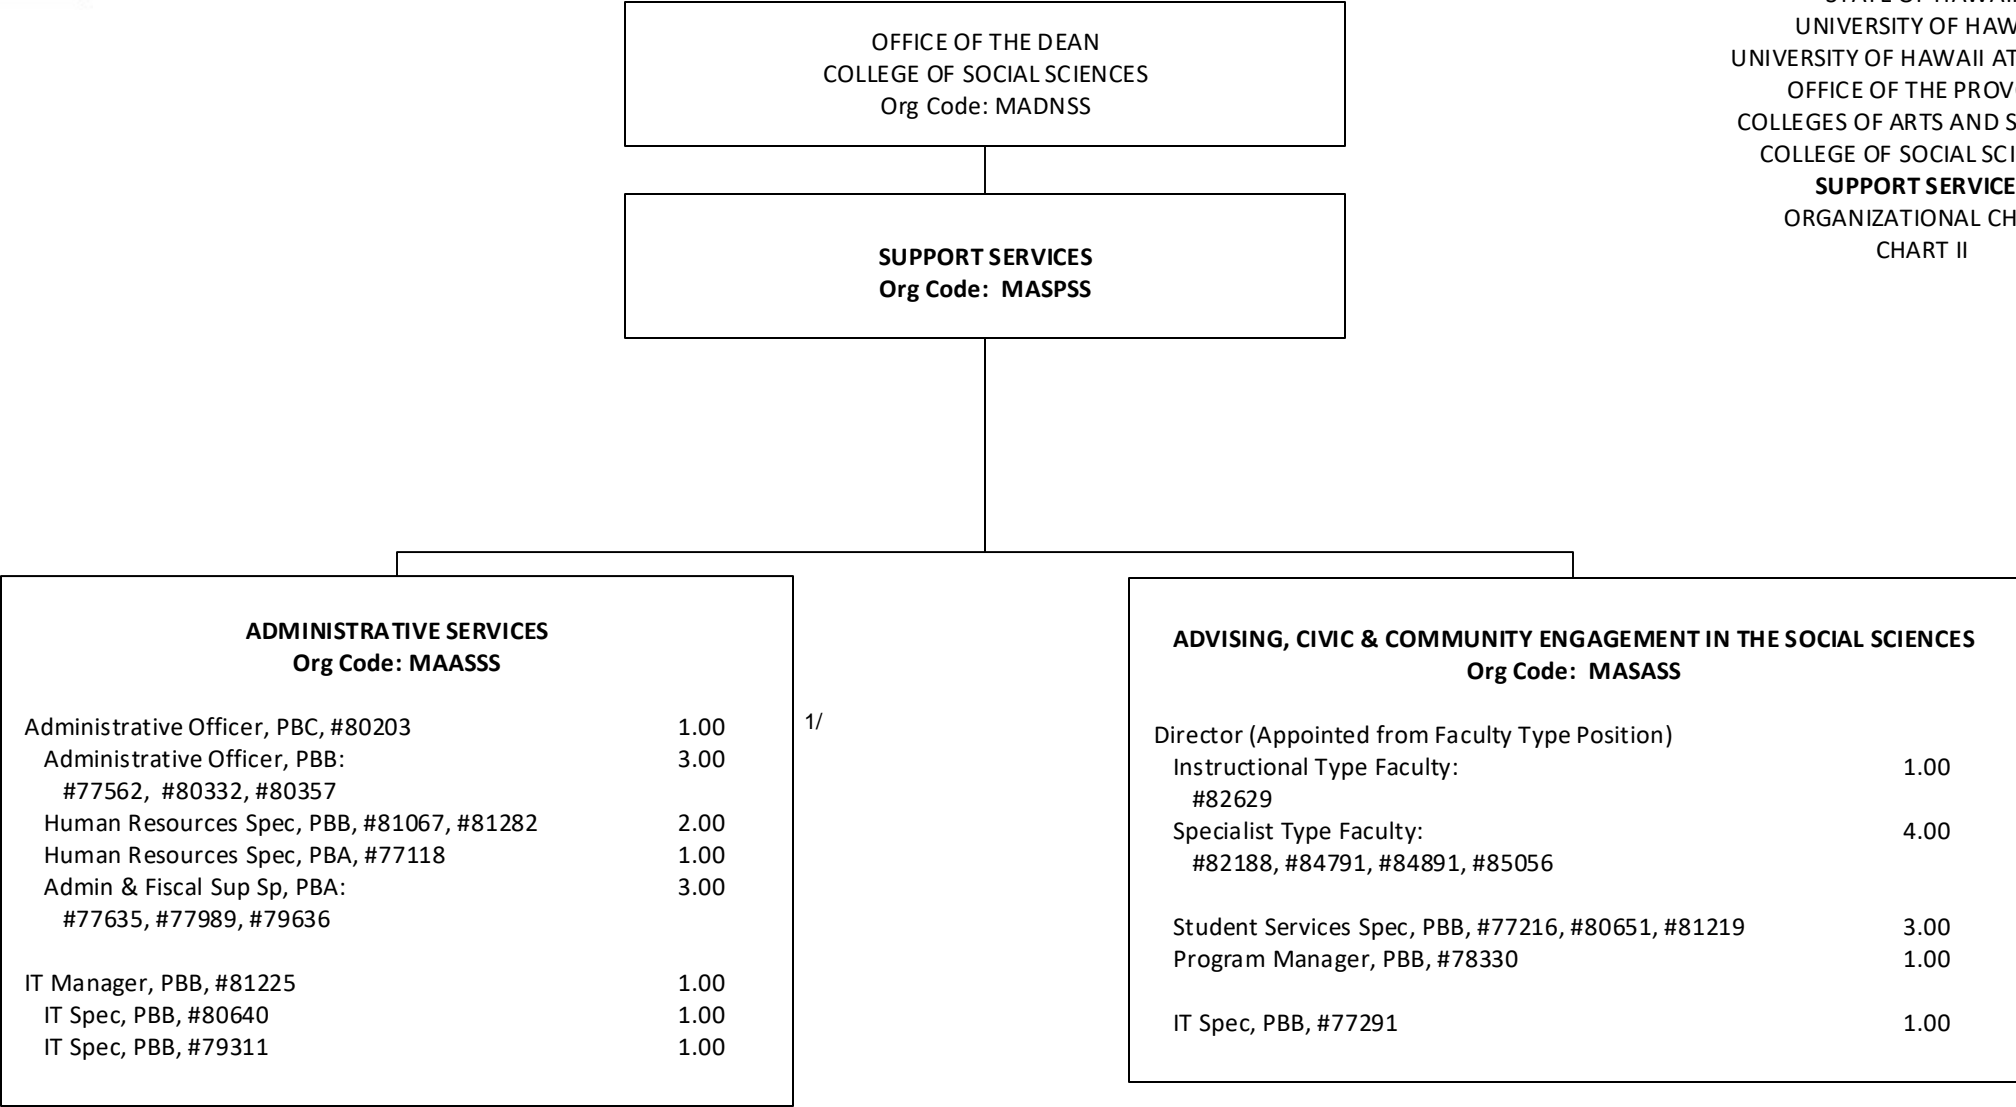 OFFICE OF THE DEAN
COLLEGE OF SOCIAL SCIENCES
Org Code: MADNSS
UNIVERSITY OF
UNIVERSITY OF HAWAII AT
OFFICE OF THE
COLLEGES OF ARTS AND
COLLEGE OF SOCIAL
SUPPORT
ORGANIZATIONAL
CHART II
SUPPORT SERVICES
Org Code: MASPSS
ADMINISTRATIVE SERVICES
Org Code: MAASSS
Administrative Officer, PBC, #80203 1.00 1/
Administrative Officer, PBB: 3.00
#77562, #80332, #80357
Human Resources Spec, PBB, #81067, #81282 2.00
Human Resources Spec, PBA, #77118 1.00
Admin & Fiscal Sup Sp, PBA: 3.00
#77635, #77989, #79636
IT Manager, PBB, #81225 1.00
IT Spec, PBB, #80640 1.00
IT Spec, PBB, #79311 1.00
ADVISING, CIVIC & COMMUNITY ENGAGEMENT IN THE SOCIAL SCIENCES
Org Code: MASASS
Director (Appointed from Faculty Type Position)
Instructional Type Faculty: 1.00
#82629
Specialist Type Faculty: 4.00
#82188, #84791, #84891, #85056
Student Services Spec, PBB, #77216, #80651, #81219 3.00
Program Manager, PBB, #78330 1.00
IT Spec, PBB, #77291 1.00